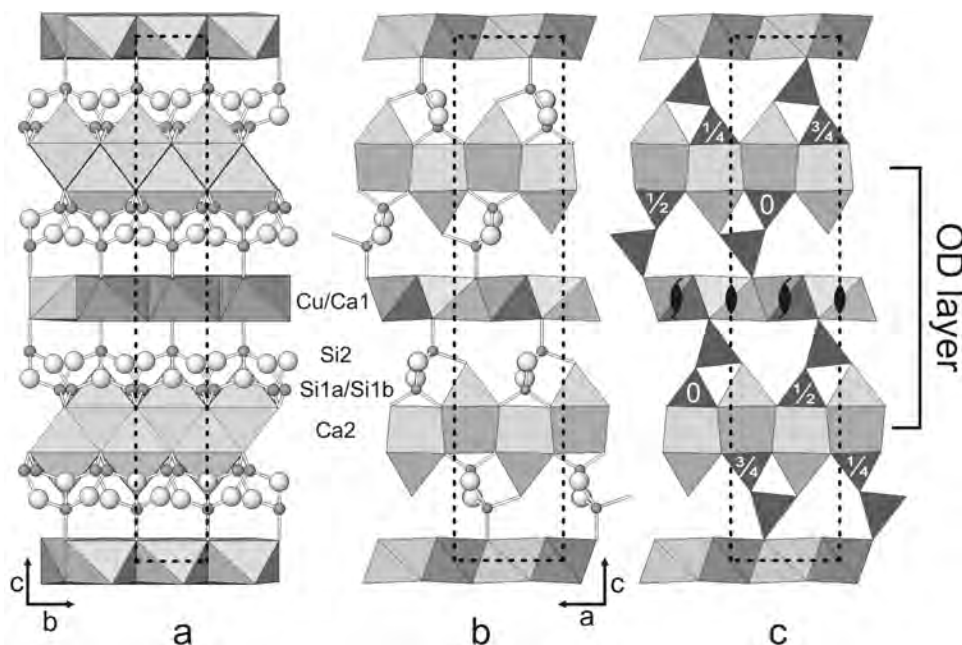 1/4
3/4
1/2
0
OD layer
Cu/Ca1
Si2
Si1a/Si1b
Ca2
0
1/2
3/4
1/4
c
b
a
c
a
b
c